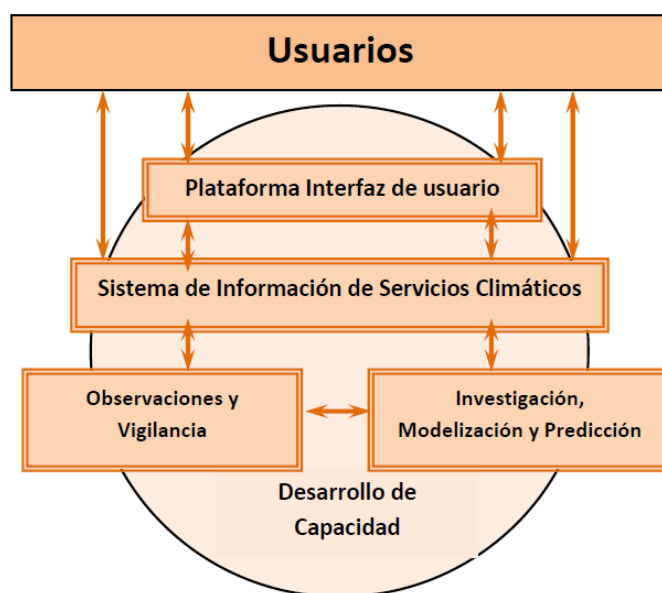 Usuarios
Plataforma Interfaz de usuario
Sistema de Información de Servicios Climáticos
Observaciones y
Vigilancia
Investigación,
Modelización y Predicción
Desarrollo de
Capacidad